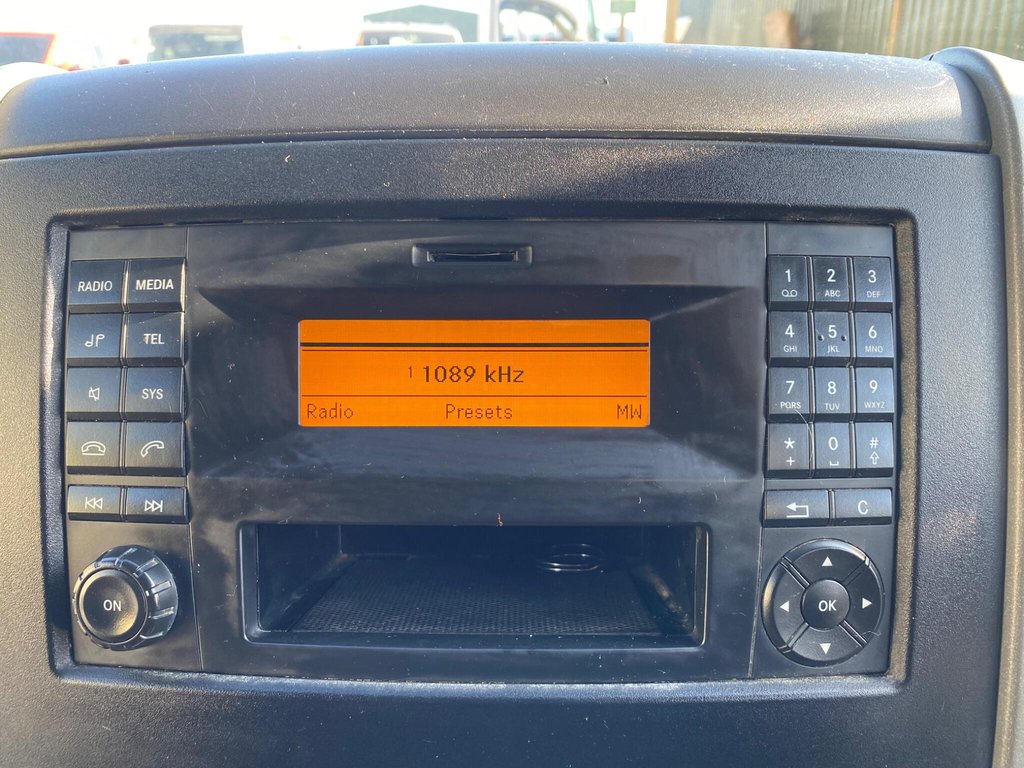 RADIO MEDIA
TEL
SYS
ON
1 1089 kHz
Radio Presets MW
1 2 ABC 3 DEF
4 GHI 5 JKL 6 MNO
7 PQRS 8 TUV 9 WXYZ
* + 0 #
C
OK